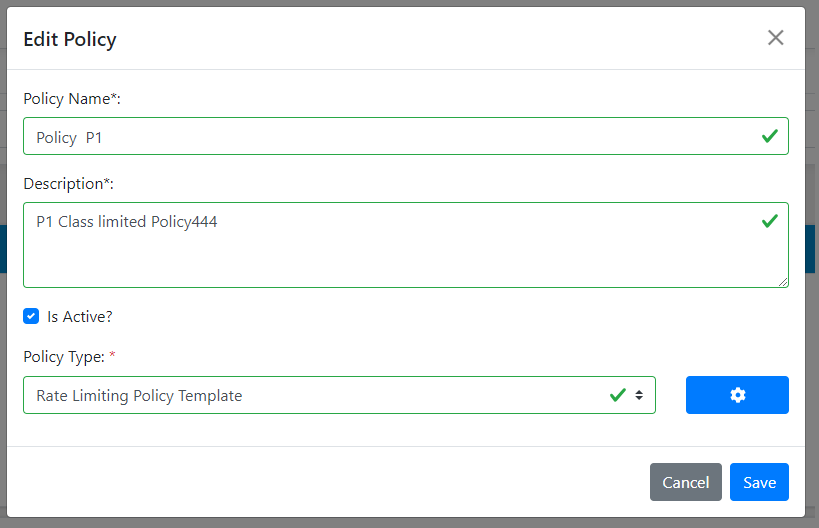 Edit Policy
Policy Name*:
Policy  P1
Description*:
P1 Class limited Policy444
Is Active?
Policy Type: *
Rate Limiting Policy Template
Cancel Save